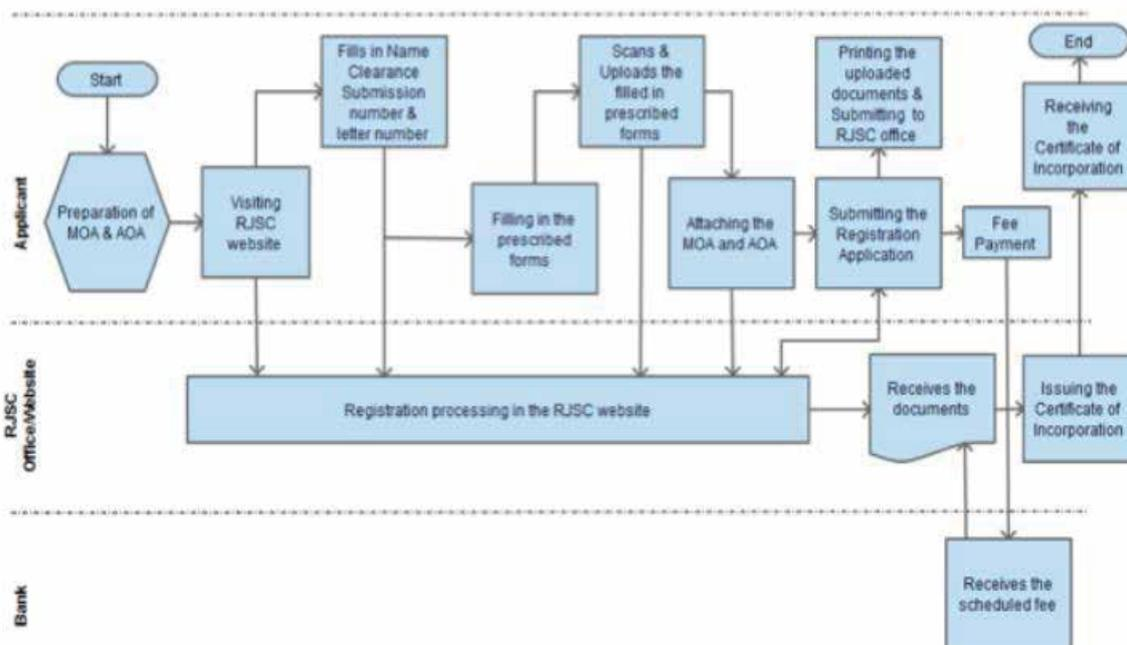 Start
Preparation of
MOA & AOA
Visiting
RJSC
website
Fills in Name
Clearance
Submission
number &
letter number
Filling in the
prescribed
forms
Scans &
Uploads the
filled in
prescribed
forms
Attaching the
MOA and AOA
Printing the
uploaded
documents &
Submitting to
RJSC office
Submitting the
Registration
Application
Fee
Payment
End
Receiving
the
Certificate of
Incorporation
Applicant
RJSC
Office/Website
Registration processing in the RJSC website
Receives the
documents
Issuing the
Certificate of
Incorporation
Bank
Receives the
scheduled fee